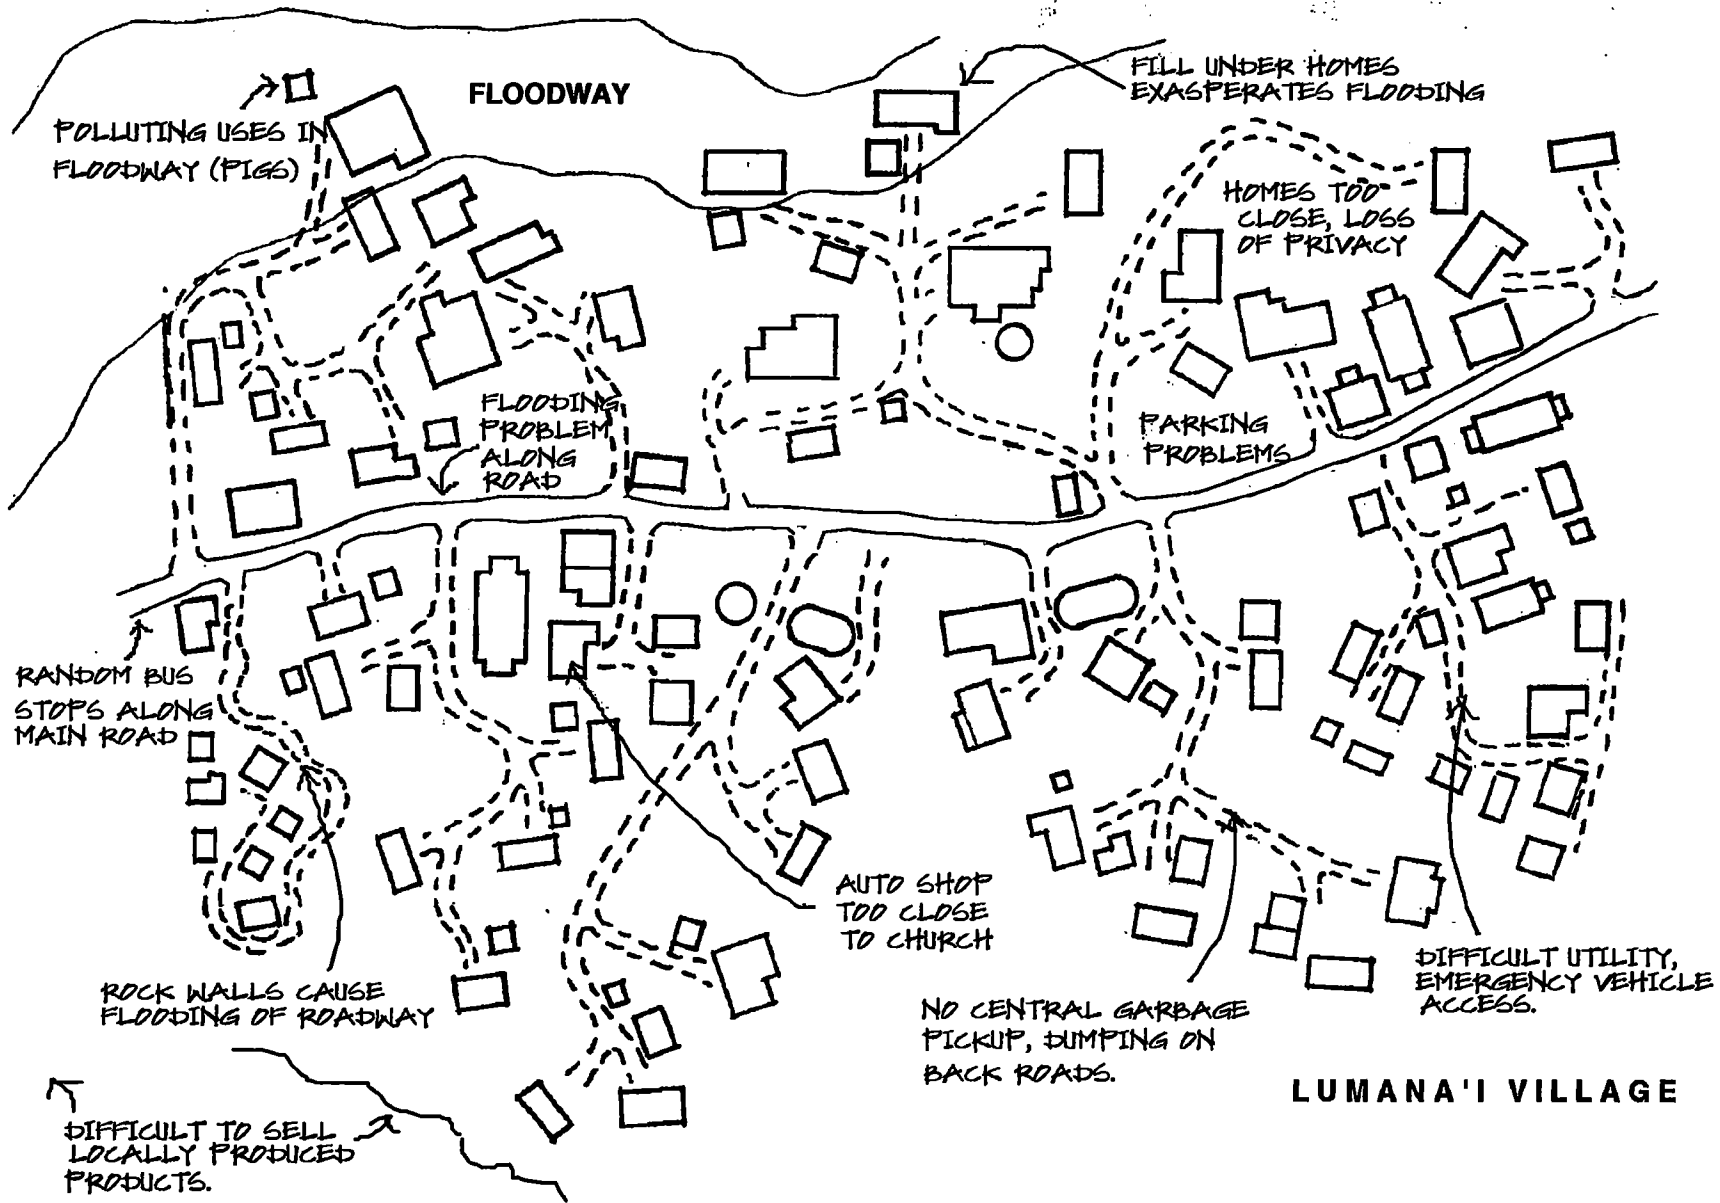 FLOODWAY
FILL UNDER HOMES
EXASPERATES FLOODING
POLLUTING USES IN
FLOODWAY (PIGS)
HOMES TOO
CLOSE, LOSS
OF PRIVACY
FLOODING
PROBLEM
ALONG
ROAD
PARKING
PROBLEMS
RANDOM BUS
STOPS ALONG
MAIN ROAD
AUTO SHOP
TOO CLOSE
TO CHURCH
ROCK WALLS CAUSE
FLOODING OF ROADWAY
NO CENTRAL GARBAGE
PICKUP, DUMPING ON
BACK ROADS.
DIFFICULT UTILITY,
EMERGENCY VEHICLE
ACCESS.
DIFFICULT TO SELL
LOCALLY PRODUCED
PRODUCTS.
LUMANA'I VILLAGE